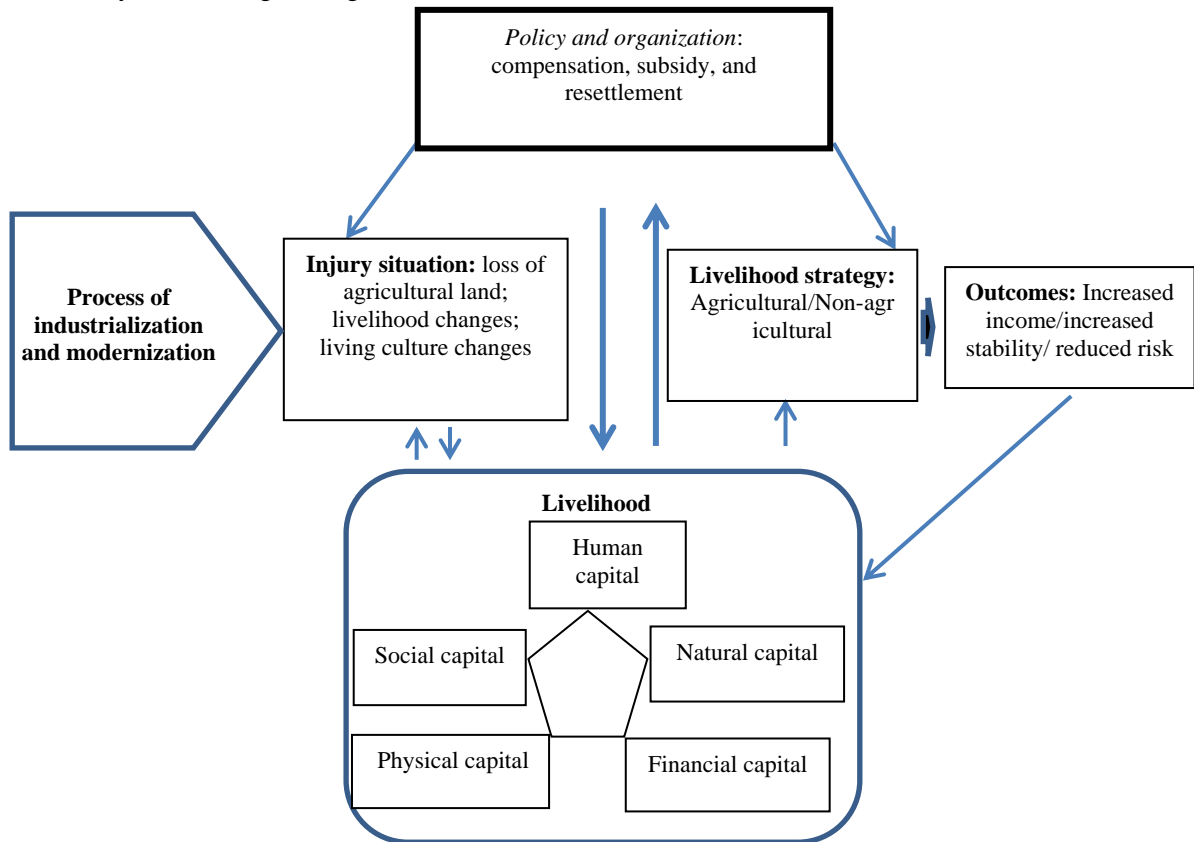 Policy and organization:
compensation, subsidy, and
resettlement
Process of
industrialization
and modernization
Injury situation: loss of
agricultural land;
livelihood changes;
living culture changes
Livelihood strategy:
Agricultural/Non-agr
icultural
Outcomes: Increased
income/increased
stability/ reduced risk
Livelihood
Human
capital
Social capital
Natural capital
Physical capital
Financial capital